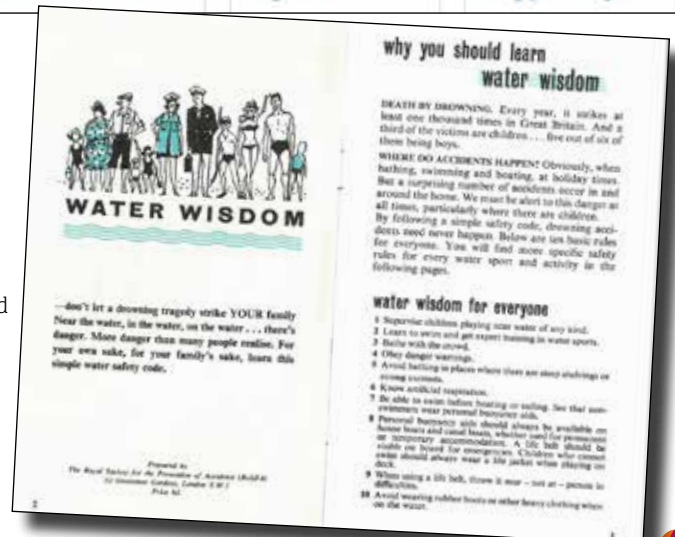 d
WATER WISDOM
—don't let a drowning tragedy strike YOUR family
Near the water, in the water, on the water . . . there's
danger. More danger than many people realise. For
your own sake, for your family's sake, learn this
simple water safety code.
Prepared by
The Royal Society for the Prevention of Accidents (RoSPA)
52 Grosvenor Gardens, London S.W.1
Price 6d.
2
why you should learn
water wisdom
DEATH BY DROWNING. Every year, it strikes at
least one thousand times in Great Britain. And a
third of the victims are children . . . . five out of six of
them being boys.
WHERE DO ACCIDENTS HAPPEN? Obviously, when
bathing, swimming and boating, at holiday times.
But a surprising number of accidents occur in and
around the home. We must be alert to this danger at
all times, particularly where there are children.
By following a simple safety code, drowning acci-
dents need never happen. Below are ten basic rules
for everyone. You will find more specific safety
rules for every water sport and activity in the
following pages.
water wisdom for everyone
1 Supervise children playing near water of any kind.
2 Learn to swim and get expert training in water sports.
3 Bathe with the crowd.
4 Obey danger warnings.
5 Avoid bathing in places where there are steep shelvings or
strong currents.
6 Know artificial respiration.
7 Be able to swim before boating or sailing. See that non-
swimmers wear personal buoyancy aids.
8 Personal buoyancy aids should always be available on
house boats and canal boats, whether used for permanent
or temporary accommodation. A life belt should be
visible on board for emergencies. Children who cannot
swim should always wear a life jacket when playing on
deck.
9 When using a life belt, throw it near – not at – person in
difficulties.
10 Avoid wearing rubber boots or other heavy clothing when
on the water.